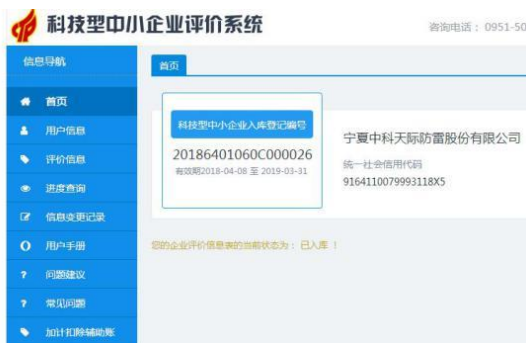 科技型中小企业评价系统
咨询电话：0951-50
信息导航
首页
首页
用户信息
评价信息
进度查询
信息变更记录
用户手册
问题建议
常见问题
加计扣除辅助账
科技型中小企业入库登记编号
20186401060C000026
有效期2018-04-08 至 2019-03-31
宁夏中科天际防雷股份有限公司
统一社会信用代码
9164110079993118X5
您的企业评价信息表的当前状态为：已入库 ！